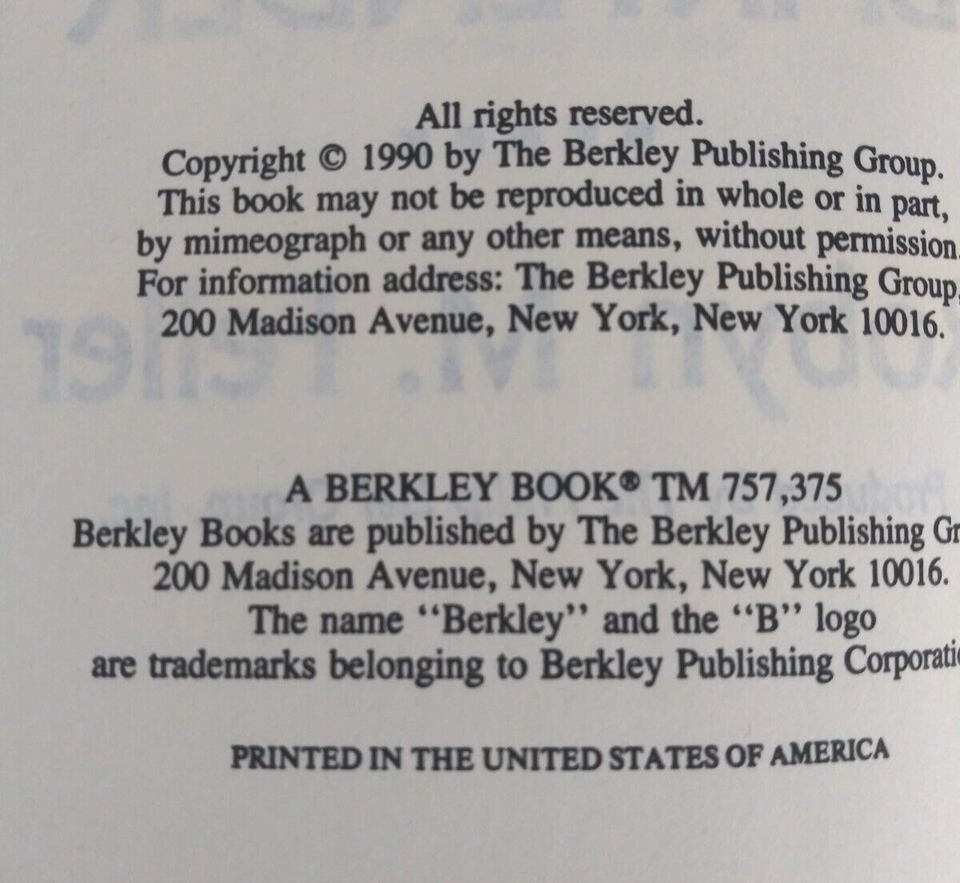 All rights reserved.
Copyright © 1990 by The Berkley Publishing Group.
This book may not be reproduced in whole or in part,
by mimeograph or any other means, without permission.
For information address: The Berkley Publishing Group,
200 Madison Avenue, New York, New York 10016.
A BERKLEY BOOK® TM 757,375
Berkley Books are published by The Berkley Publishing
200 Madison Avenue, New York, New York 10016.
The name “Berkley” and the “B” logo
are trademarks belonging to Berkley Publishing
PRINTED IN THE UNITED STATES OF AMERICA